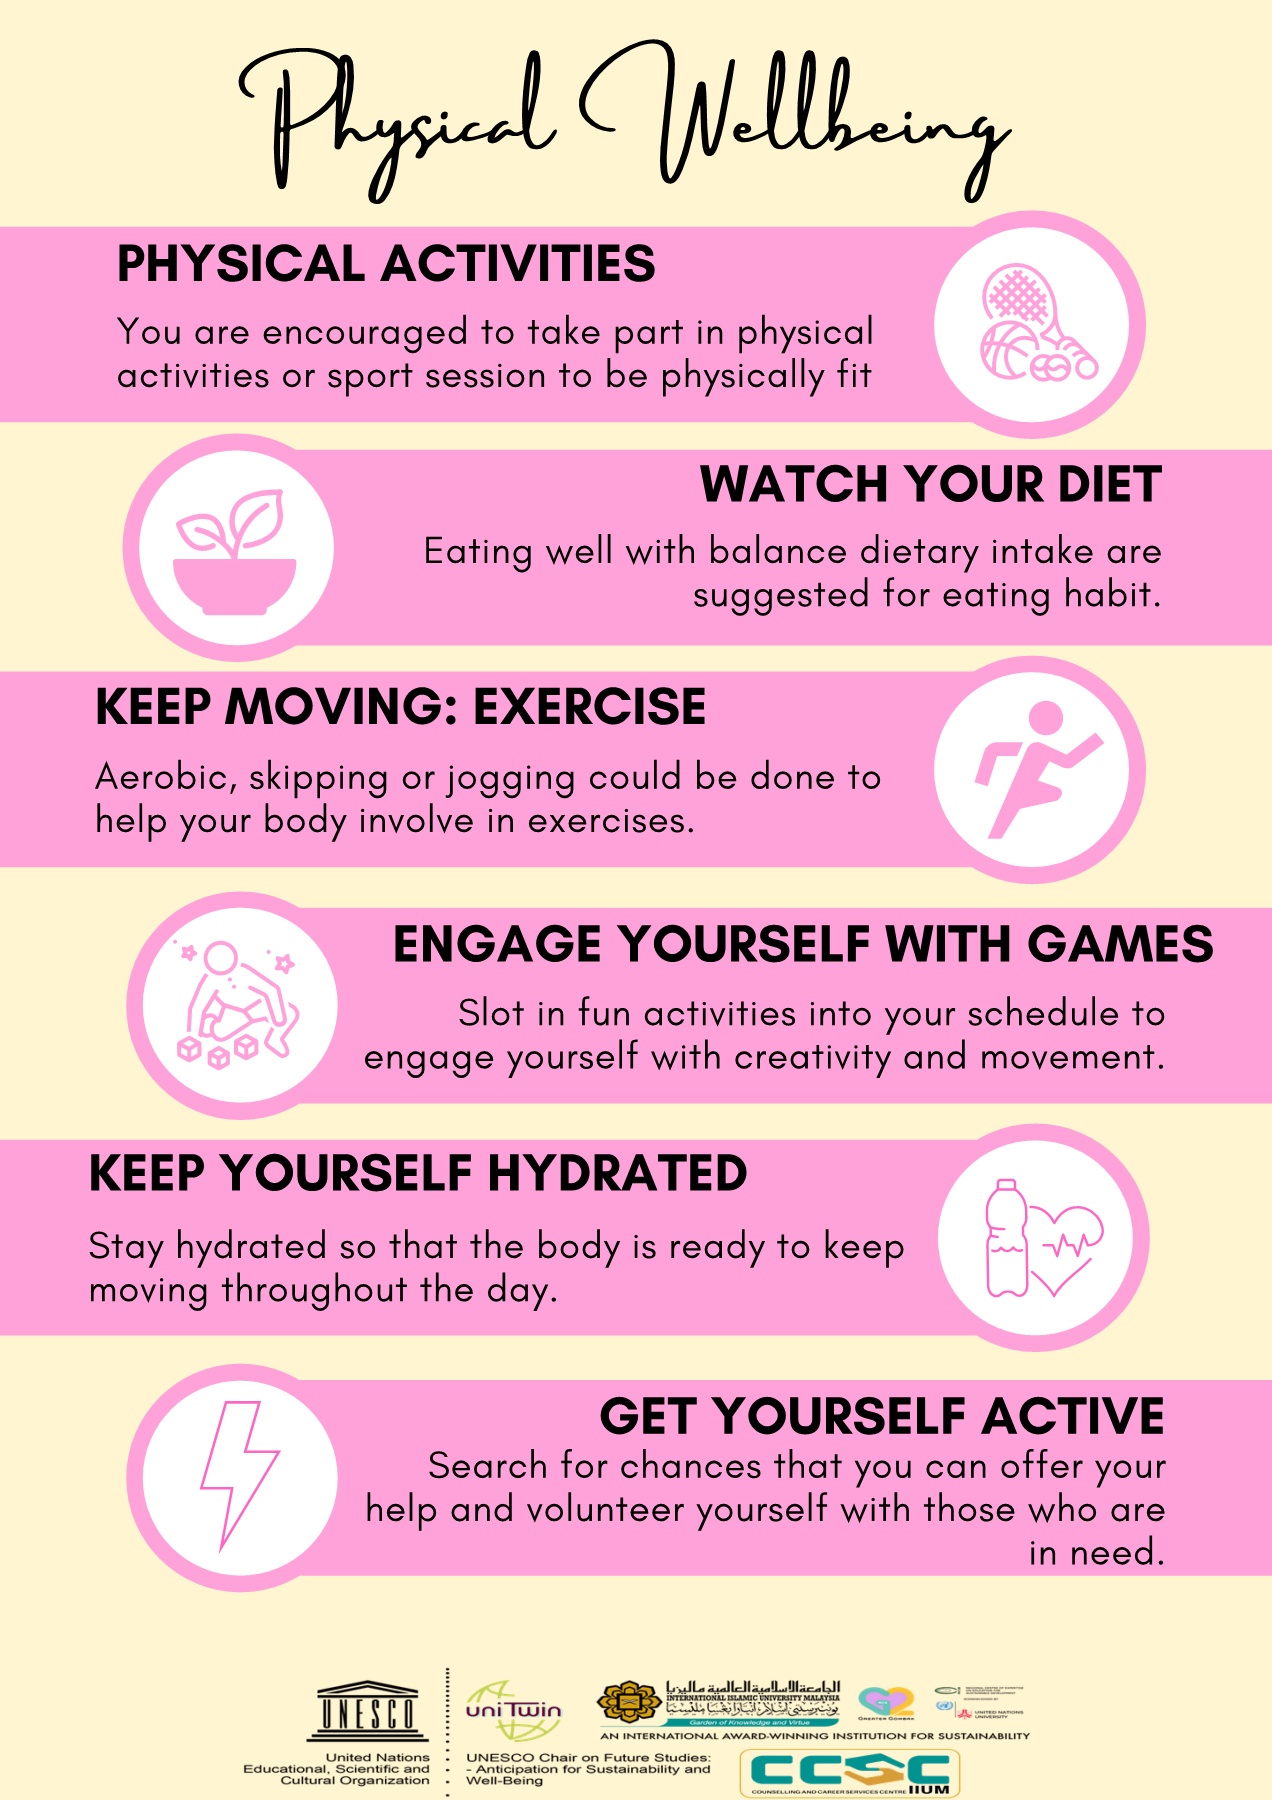 Physical Wellbeing
PHYSICAL ACTIVITIES
You are encouraged to take part in physical
activities or sport session to be physically fit
WATCH YOUR DIET
Eating well with balance dietary intake are
suggested for eating habit.
KEEP MOVING: EXERCISE
Aerobic, skipping or jogging could be done to
help your body involve in exercises.
ENGAGE YOURSELF WITH GAMES
Slot in fun activities into your schedule to
engage yourself with creativity and movement.
KEEP YOURSELF HYDRATED
Stay hydrated so that the body is ready to keep
moving throughout the day.
GET YOURSELF ACTIVE
Search for chances that you can offer your
help and volunteer yourself with those who are
in need.
UNESCO
United Nations
Educational, Scientific and
Cultural Organization
uniTwin
UNESCO Chair on Future Studies:
- Anticipation for Sustainability and
Well-Being
الجامعة الإسلامية العالمية ماليزيا
INTERNATIONAL ISLAMIC UNIVERSITY MALAYSIA
Garden of Knowledge and Virtue
GREATER GOMBAK
UNITED NATIONS
UNIVERSITY
AN INTERNATIONAL AWARD-WINNING INSTITUTION FOR SUSTAINABILITY
CCSC
COUNSELLING AND CAREER SERVICES CENTRE IIUM